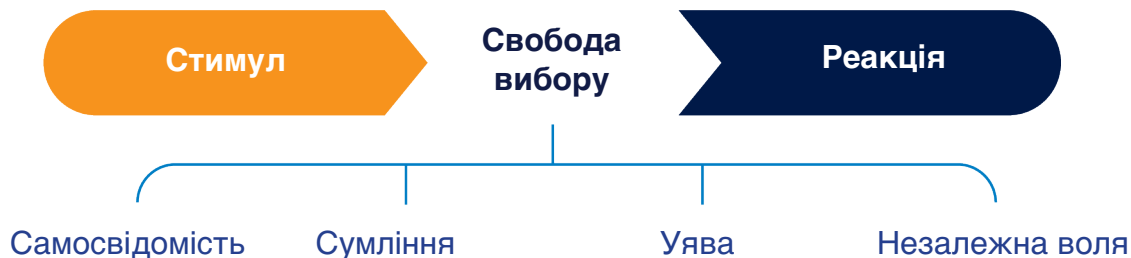 Стимул
Свобода
вибору
Реакція
Самосвідомість
Сумління
Уява
Незалежна воля